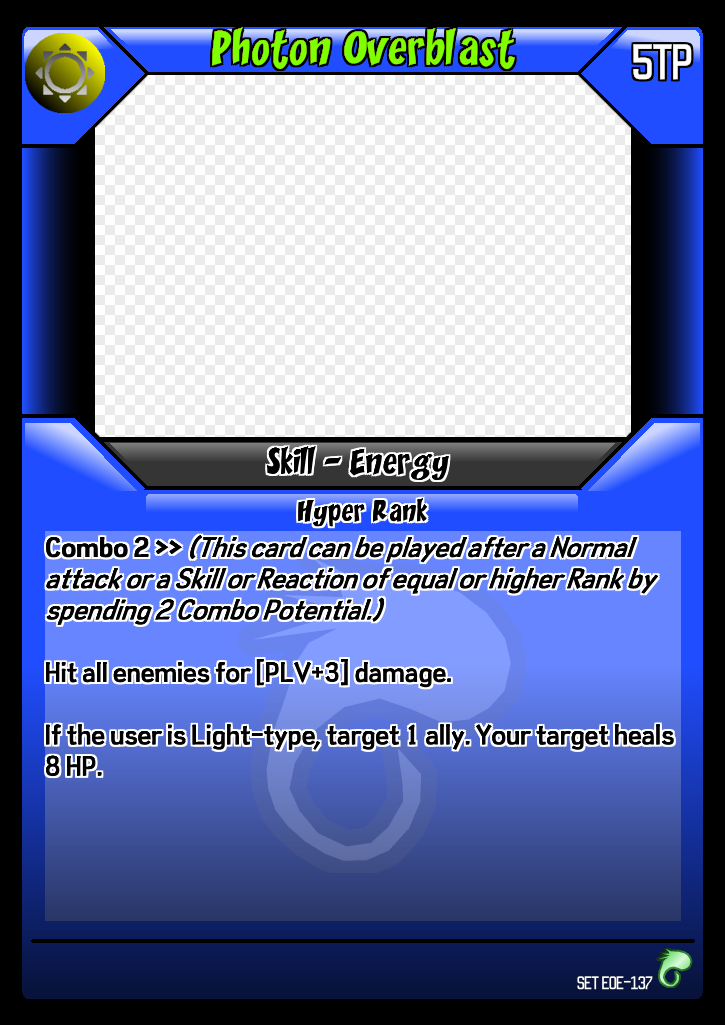 Photon Overblast
5TP
Skill - Energy
Hyper Rank
Combo 2 >> (This card can be played after a Normal
attack or a Skill or Reaction of equal or higher Rank by
spending 2 Combo Potential.)
Hit all enemies for [PLV+3] damage.
If the user is Light-type, target 1 ally. Your target heals
8 HP.
SET EOE-137